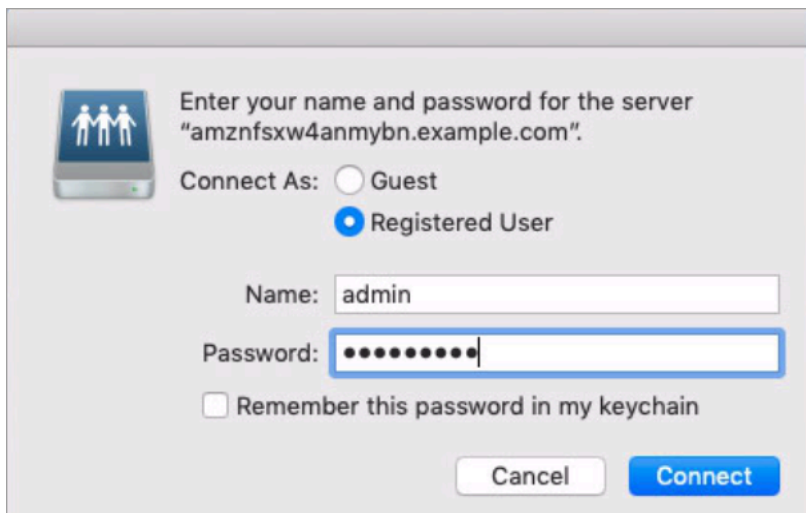 Enter your name and password for the server
“amznfsxw4anmybn.example.com”.
Connect As: Guest
Registered User
Name: admin
Password: •••••••••
Remember this password in my keychain
Cancel Connect